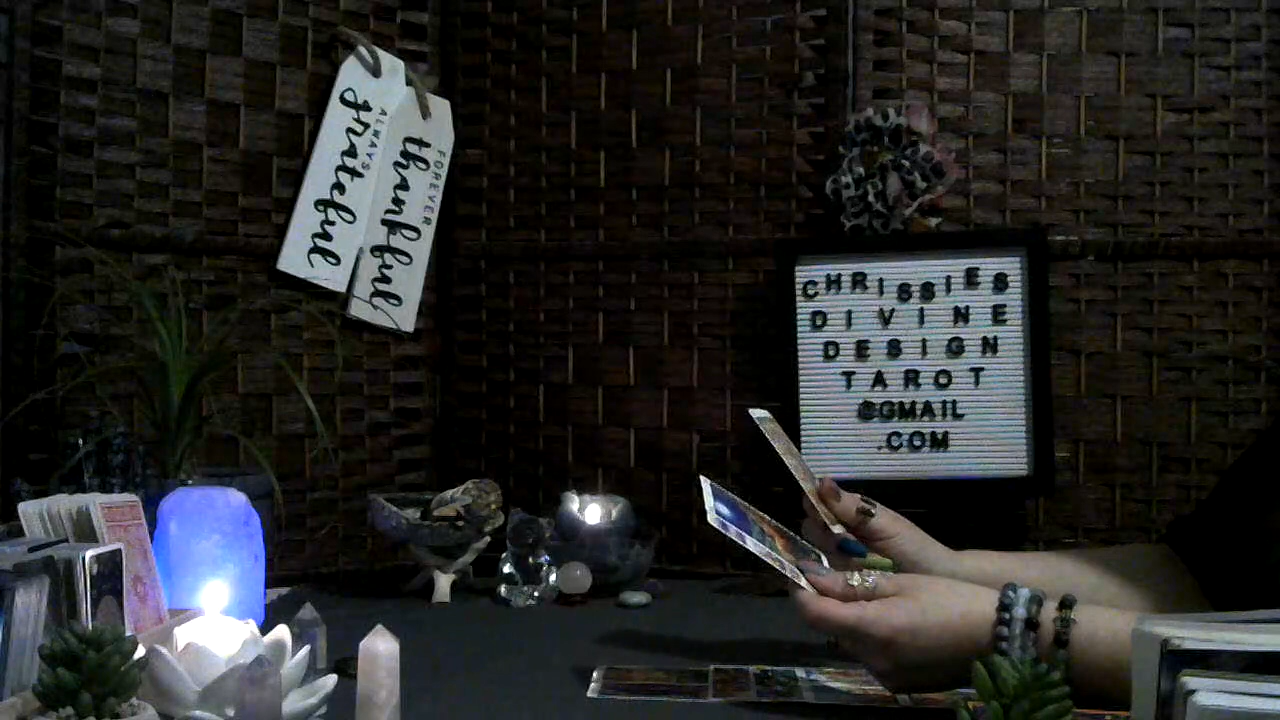 ALWAYS
grateful
FOREVER
thankful
CHRISSIES
DIVINE
DESIGN
TAROT
@GMAIL
.COM